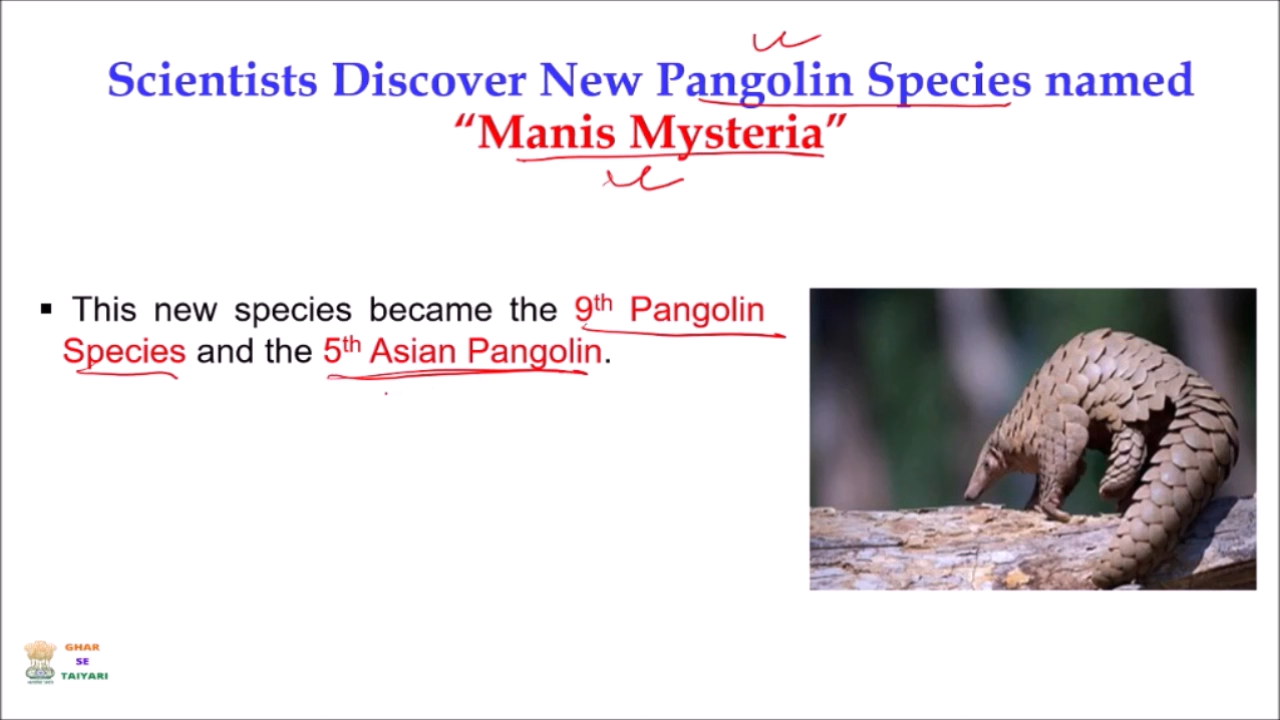 Scientists Discover New Pangolin Species named
“Manis Mysteria”
▪ This new species became the 9th Pangolin
Species and the 5th Asian Pangolin.
GHAR
SE
TAIYARI